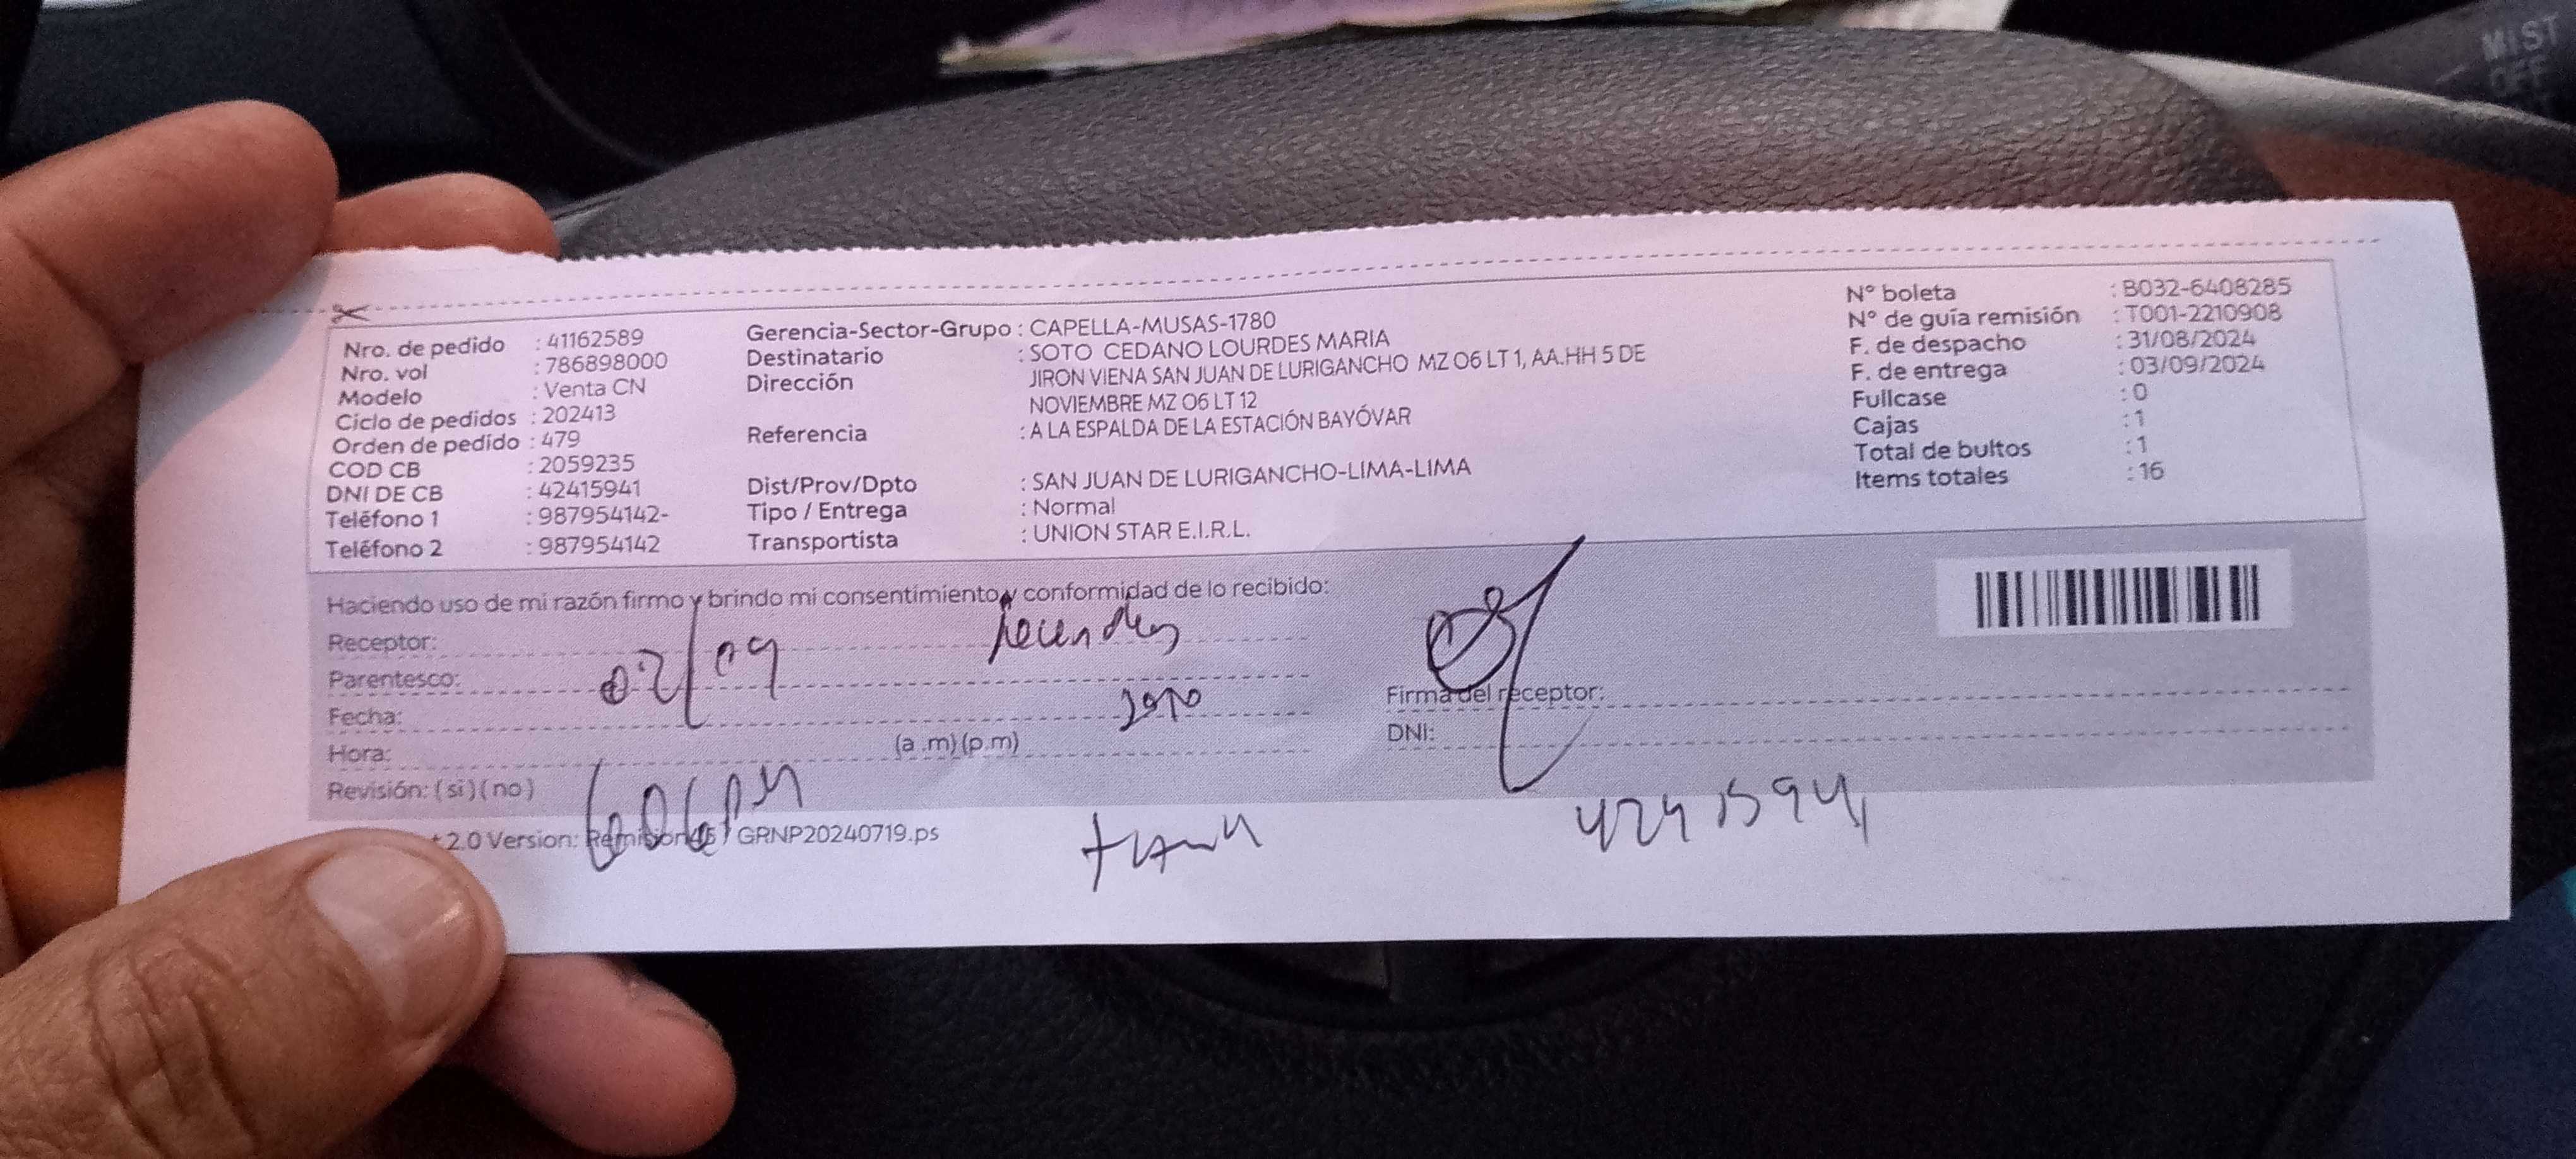 MIST
OFF
Nro. de pedido : 41162589
Nro. vol : 786898000
Modelo : Venta CN
Ciclo de pedidos : 202413
Orden de pedido : 479
COD CB : 2059235
DNI DE CB : 42415941
Teléfono 1 : 987954142-
Teléfono 2 : 987954142
Gerencia-Sector-Grupo : CAPELLA-MUSAS-1780
Destinatario : SOTO CEDANO LOURDES MARIA
Dirección JIRON VIENA SAN JUAN DE LURIGANCHO MZ O6 LT 1, AA.HH 5 DE
NOVIEMBRE MZ O6 LT 12
Referencia : A LA ESPALDA DE LA ESTACIÓN BAYÓVAR
Dist/Prov/Dpto : SAN JUAN DE LURIGANCHO-LIMA-LIMA
Tipo / Entrega : Normal
Transportista : UNION STAR E.I.R.L.
N° boleta : B032-6408285
N° de guía remisión : T001-2210908
F. de despacho : 31/08/2024
F. de entrega : 03/09/2024
Fullcase : 0
Cajas : 1
Total de bultos : 1
Items totales : 16
Haciendo uso de mi razón firmo y brindo mi consentimiento y conformidad de lo recibido:
Receptor:
Parentesco: 02/09
Fecha:
Hora: (a .m) (p.m)
Revisión: ( si ) ( no )
Firma del receptor:
DNI:
42415941
2.0 Version: Remision GRNP20240719.ps